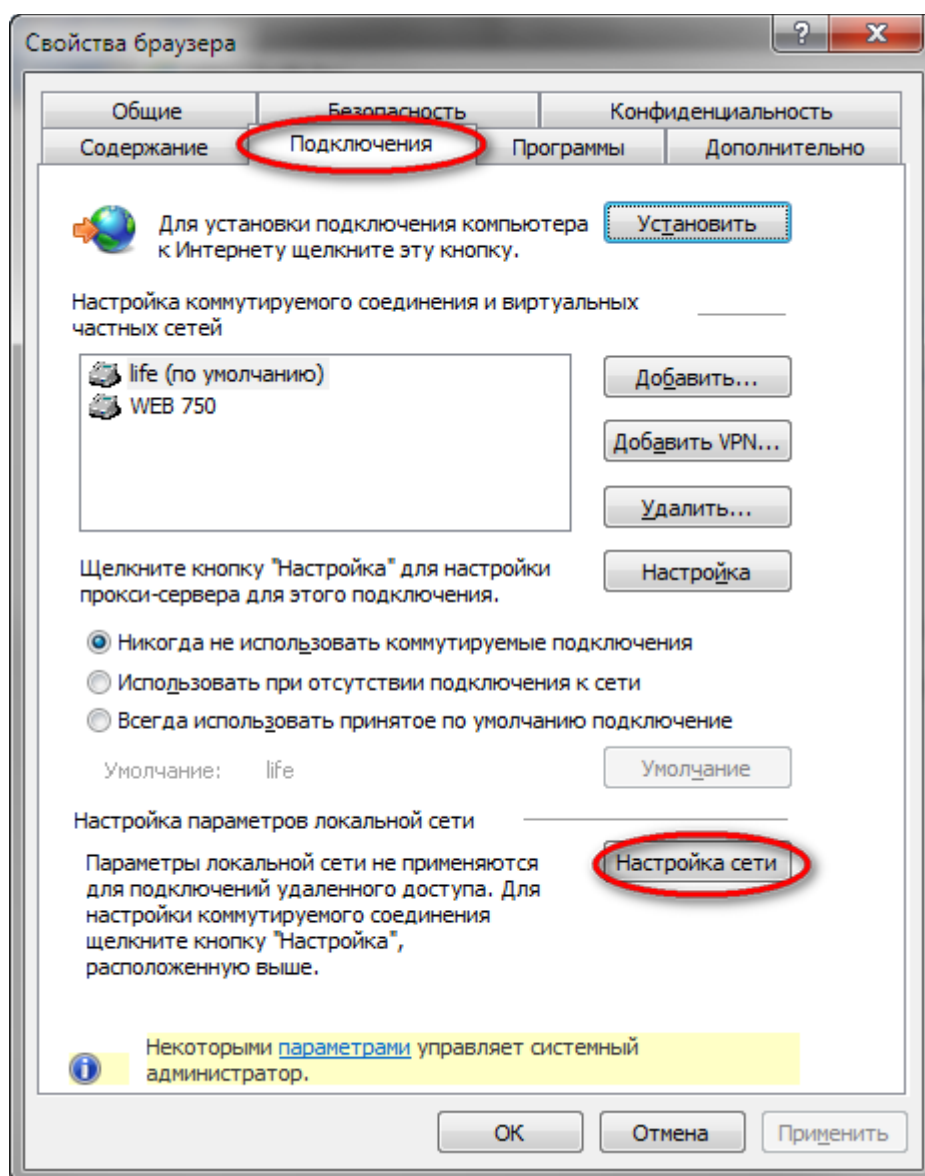 Свойства браузера
?
Общие Безопасность Конфиденциальность
Содержание Подключения Программы Дополнительно
Для установки подключения компьютера
к Интернету щелкните эту кнопку.
Установить
Настройка коммутируемого соединения и виртуальных
частных сетей
life (по умолчанию)
WEB 750
Добавить...
Добавить VPN...
Удалить...
Щелкните кнопку "Настройка" для настройки
прокси-сервера для этого подключения.
Настройка
Никогда не использовать коммутируемые подключения
Использовать при отсутствии подключения к сети
Всегда использовать принятое по умолчанию подключение
Умолчание: life Умолчание
Настройка параметров локальной сети
Параметры локальной сети не применяются
для подключений удаленного доступа. Для
настройки коммутируемого соединения
щелкните кнопку "Настройка",
расположенную выше.
Настройка сети
Некоторыми параметрами управляет системный
администратор.
ОК Отмена Применить